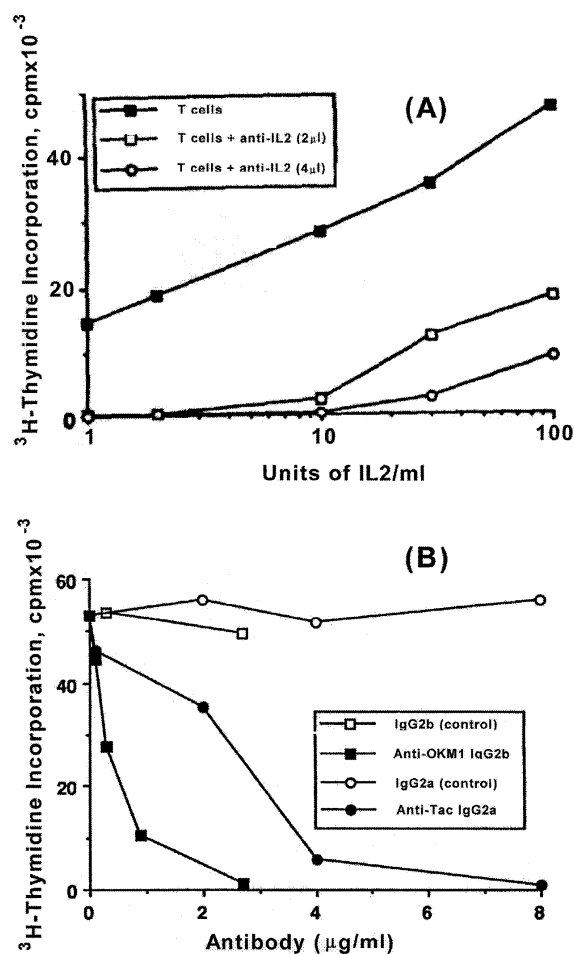 (A)
³H-Thymidine Incorporation, cpmx10⁻³
T cells
T cells + anti-IL2 (2µl)
T cells + anti-IL2 (4µl)
40
20
0
1
10
100
Units of IL2/ml
(B)
³H-Thymidine Incorporation, cpmx10⁻³
60
40
20
0
IgG2b (control)
Anti-OKM1 IgG2b
IgG2a (control)
Anti-Tac IgG2a
0
2
4
6
8
Antibody (µg/ml)